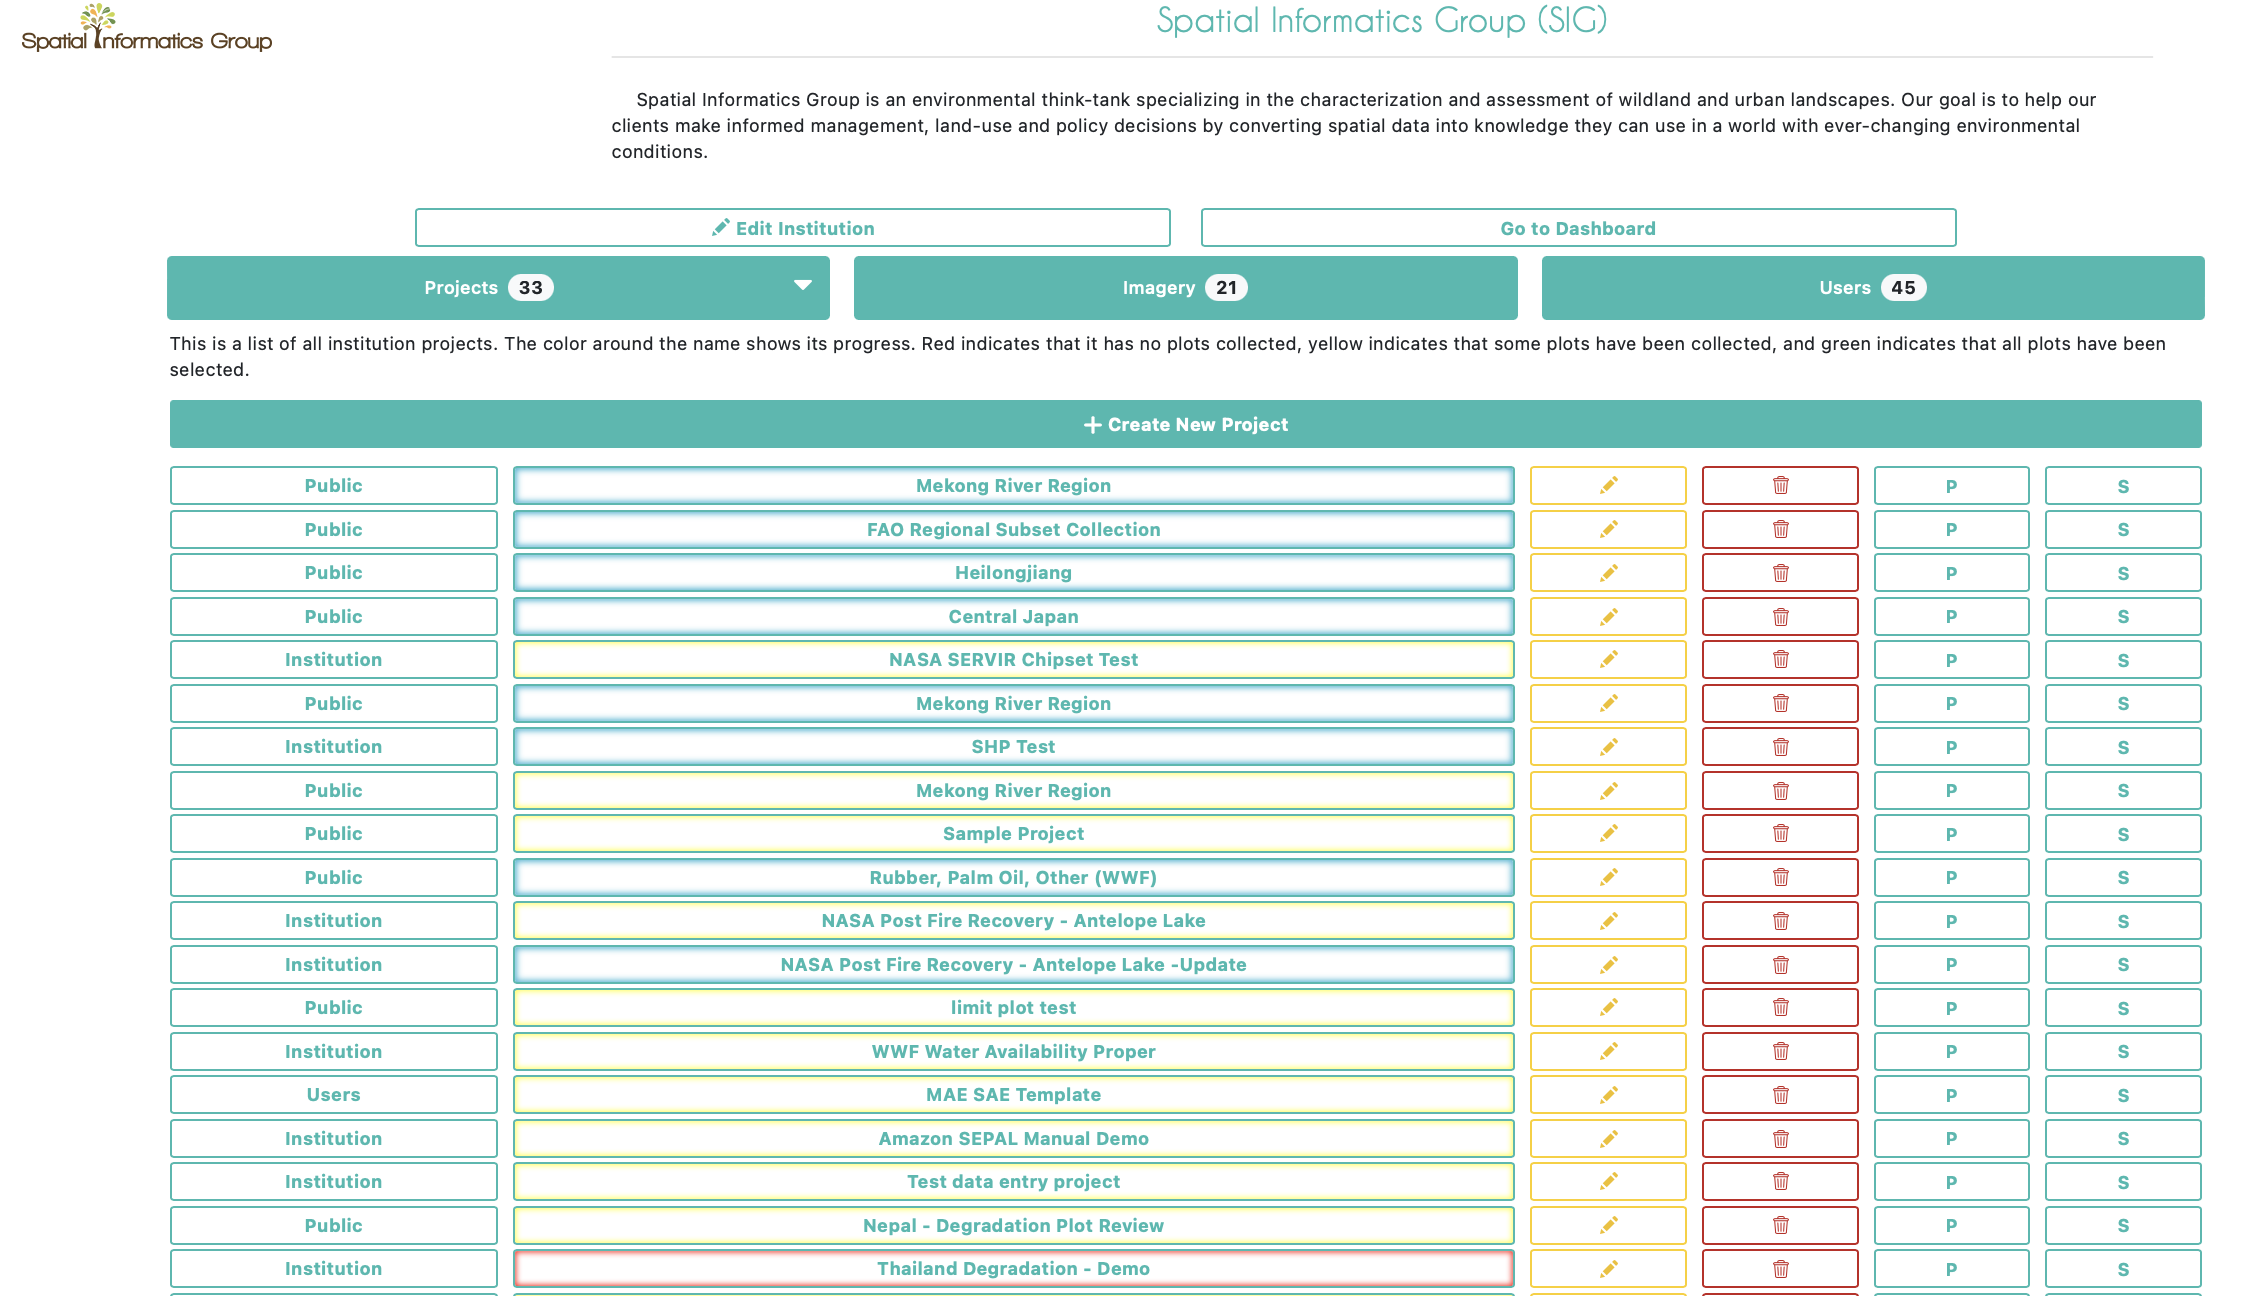 Spatial Informatics Group
Spatial Informatics Group (SIG)
Spatial Informatics Group is an environmental think-tank specializing in the characterization and assessment of wildland and urban landscapes. Our goal is to help our
clients make informed management, land-use and policy decisions by converting spatial data into knowledge they can use in a world with ever-changing environmental
conditions.
Edit Institution Go to Dashboard
Projects 33 Imagery 21 Users 45
This is a list of all institution projects. The color around the name shows its progress. Red indicates that it has no plots collected, yellow indicates that some plots have been collected, and green indicates that all plots have been
selected.
Create New Project
Public Mekong River Region P S
Public FAO Regional Subset Collection P S
Public Heilongjiang P S
Public Central Japan P S
Institution NASA SERVIR Chipset Test P S
Public Mekong River Region P S
Institution SHP Test P S
Public Mekong River Region P S
Public Sample Project P S
Public Rubber, Palm Oil, Other (WWF) P S
Institution NASA Post Fire Recovery - Antelope Lake P S
Institution NASA Post Fire Recovery - Antelope Lake -Update P S
Public limit plot test P S
Institution WWF Water Availability Proper P S
Users MAE SAE Template P S
Institution Amazon SEPAL Manual Demo P S
Institution Test data entry project P S
Public Nepal - Degradation Plot Review P S
Institution Thailand Degradation - Demo P S